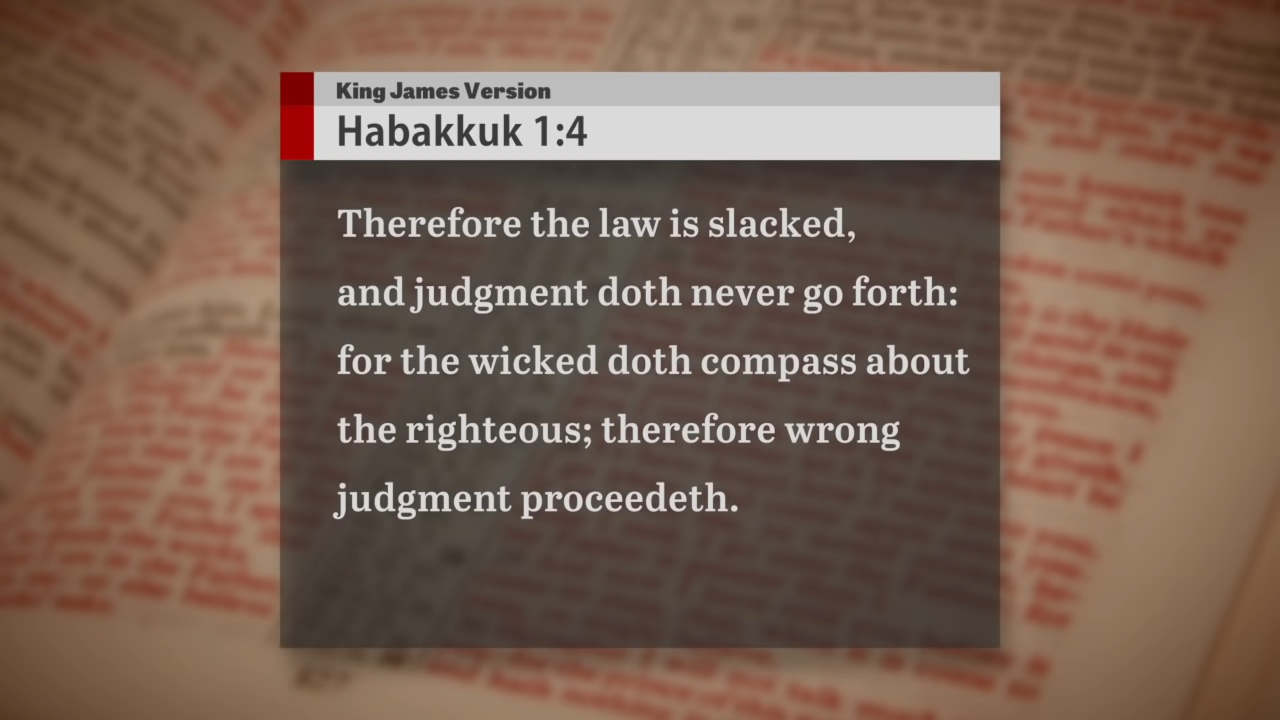 King James Version
Habakkuk 1:4
Therefore the law is slacked,
and judgment doth never go forth:
for the wicked doth compass about
the righteous; therefore wrong
judgment proceedeth.